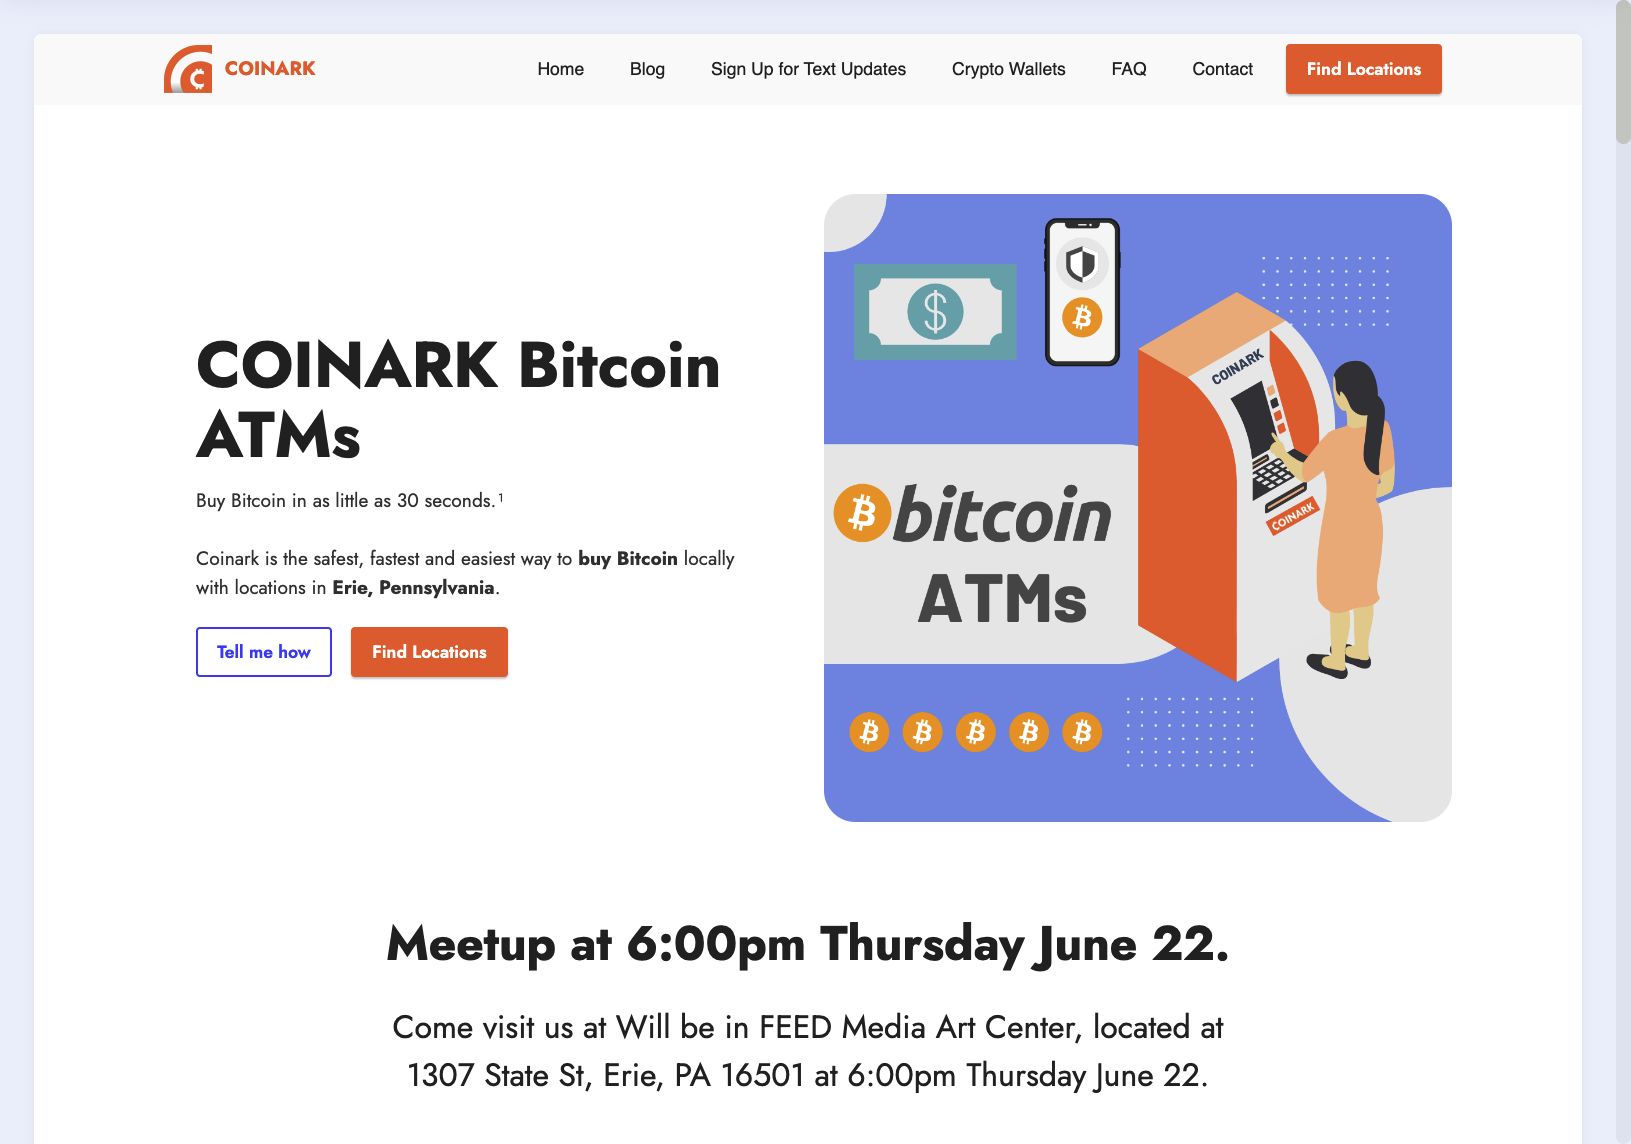 COINARK
Home
Blog
Sign Up for Text Updates
Crypto Wallets
FAQ
Contact
Find Locations
COINARK Bitcoin
ATMs
Buy Bitcoin in as little as 30 seconds.¹
Coinark is the safest, fastest and easiest way to buy Bitcoin locally
with locations in Erie, Pennsylvania.
Tell me how
Find Locations
$
COINARK
bitcoin
ATMs
COINARK
Meetup at 6:00pm Thursday June 22.
Come visit us at Will be in FEED Media Art Center, located at
1307 State St, Erie, PA 16501 at 6:00pm Thursday June 22.